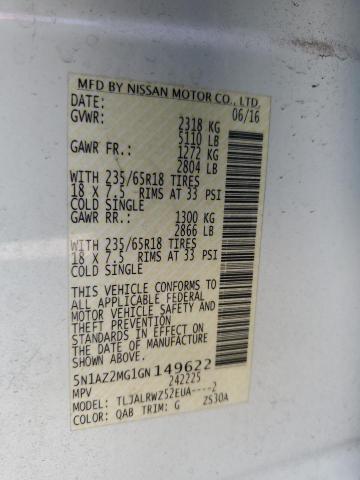 MFD BY NISSAN MOTOR CO., LTD.
DATE: 06/16
GVWR: 2318 KG
5110 LB
GAWR FR.: 1272 KG
2804 LB
WITH 235/65R18 TIRES
18 X 7.5 RIMS AT 33 PSI
COLD SINGLE
GAWR RR.: 1300 KG
2866 LB
WITH 235/65R18 TIRES
18 X 7.5 RIMS AT 33 PSI
COLD SINGLE
THIS VEHICLE CONFORMS TO
ALL APPLICABLE FEDERAL
MOTOR VEHICLE SAFETY AND
THEFT PREVENTION
STANDARDS IN EFFECT ON
THE DATE OF MANUFACTURE
SHOWN ABOVE.
5N1AZ2MG1GN149622
MPV 242225
MODEL: TLJALRWZ52EUA----2
COLOR: QAB TRIM: G ZS30A